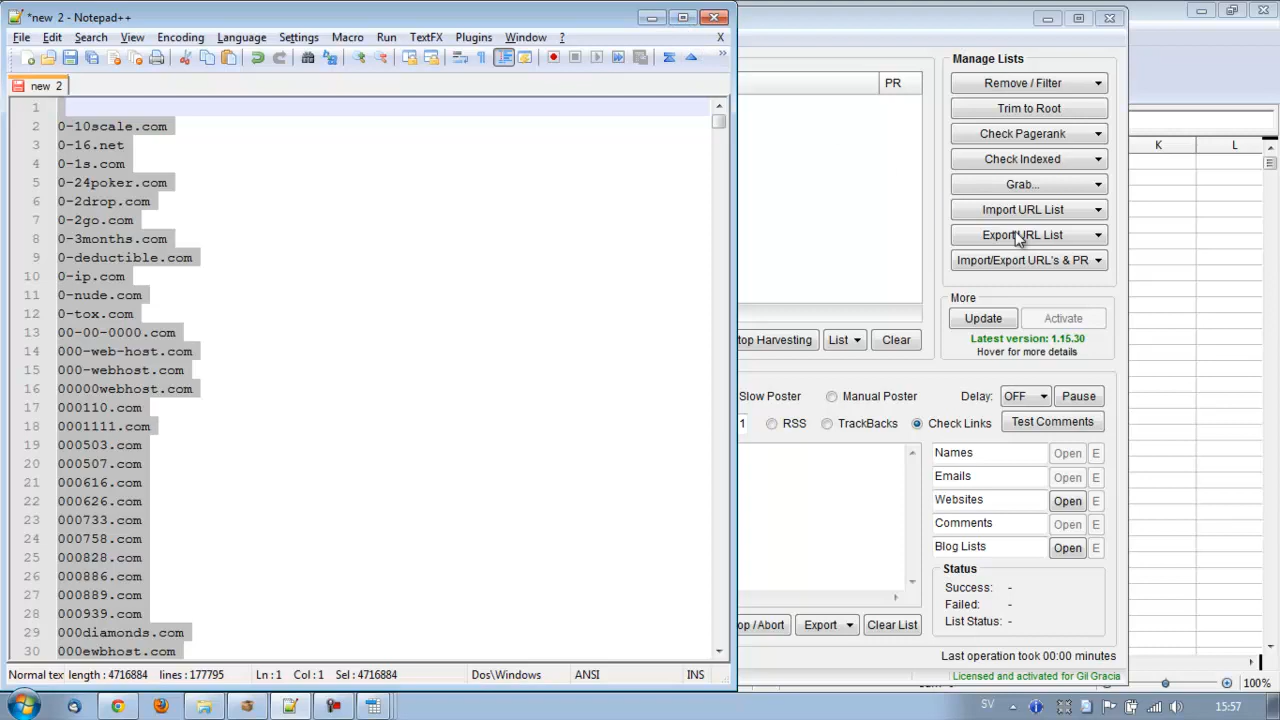 *new 2 - Notepad++
File Edit Search View Encoding Language Settings Macro Run TextFX Plugins Window ? X
new 2
1
2 0-10scale.com
3 0-16.net
4 0-1s.com
5 0-24poker.com
6 0-2drop.com
7 0-2go.com
8 0-3months.com
9 0-deductible.com
10 0-ip.com
11 0-nude.com
12 0-tox.com
13 00-00-0000.com
14 000-web-host.com
15 000-webhost.com
16 00000webhost.com
17 000110.com
18 0001111.com
19 000503.com
20 000507.com
21 000616.com
22 000626.com
23 000733.com
24 000758.com
25 000828.com
26 000886.com
27 000889.com
28 000939.com
29 000diamonds.com
30 000ewbhost.com
Normal tex length : 4716884 lines : 177795 Ln : 1 Col : 1 Sel : 4716884 Dos\Windows ANSI INS
PR
Manage Lists
Remove / Filter
Trim to Root
Check Pagerank
Check Indexed
Grab...
Import URL List
Export URL List
Import/Export URL's & PR
More
Update Activate
Latest version: 1.15.30
Hover for more details
top Harvesting List Clear
Slow Poster Manual Poster Delay: OFF Pause
1 RSS TrackBacks Check Links Test Comments
Names Open E
Emails Open E
Websites Open E
Comments Open E
Blog Lists Open E
Status
Success: -
Failed: -
List Status: -
op / Abort Export Clear List
Last operation took 00:00 minutes
Licensed and activated for Gil Gracia
K L
100%
SV 15:57